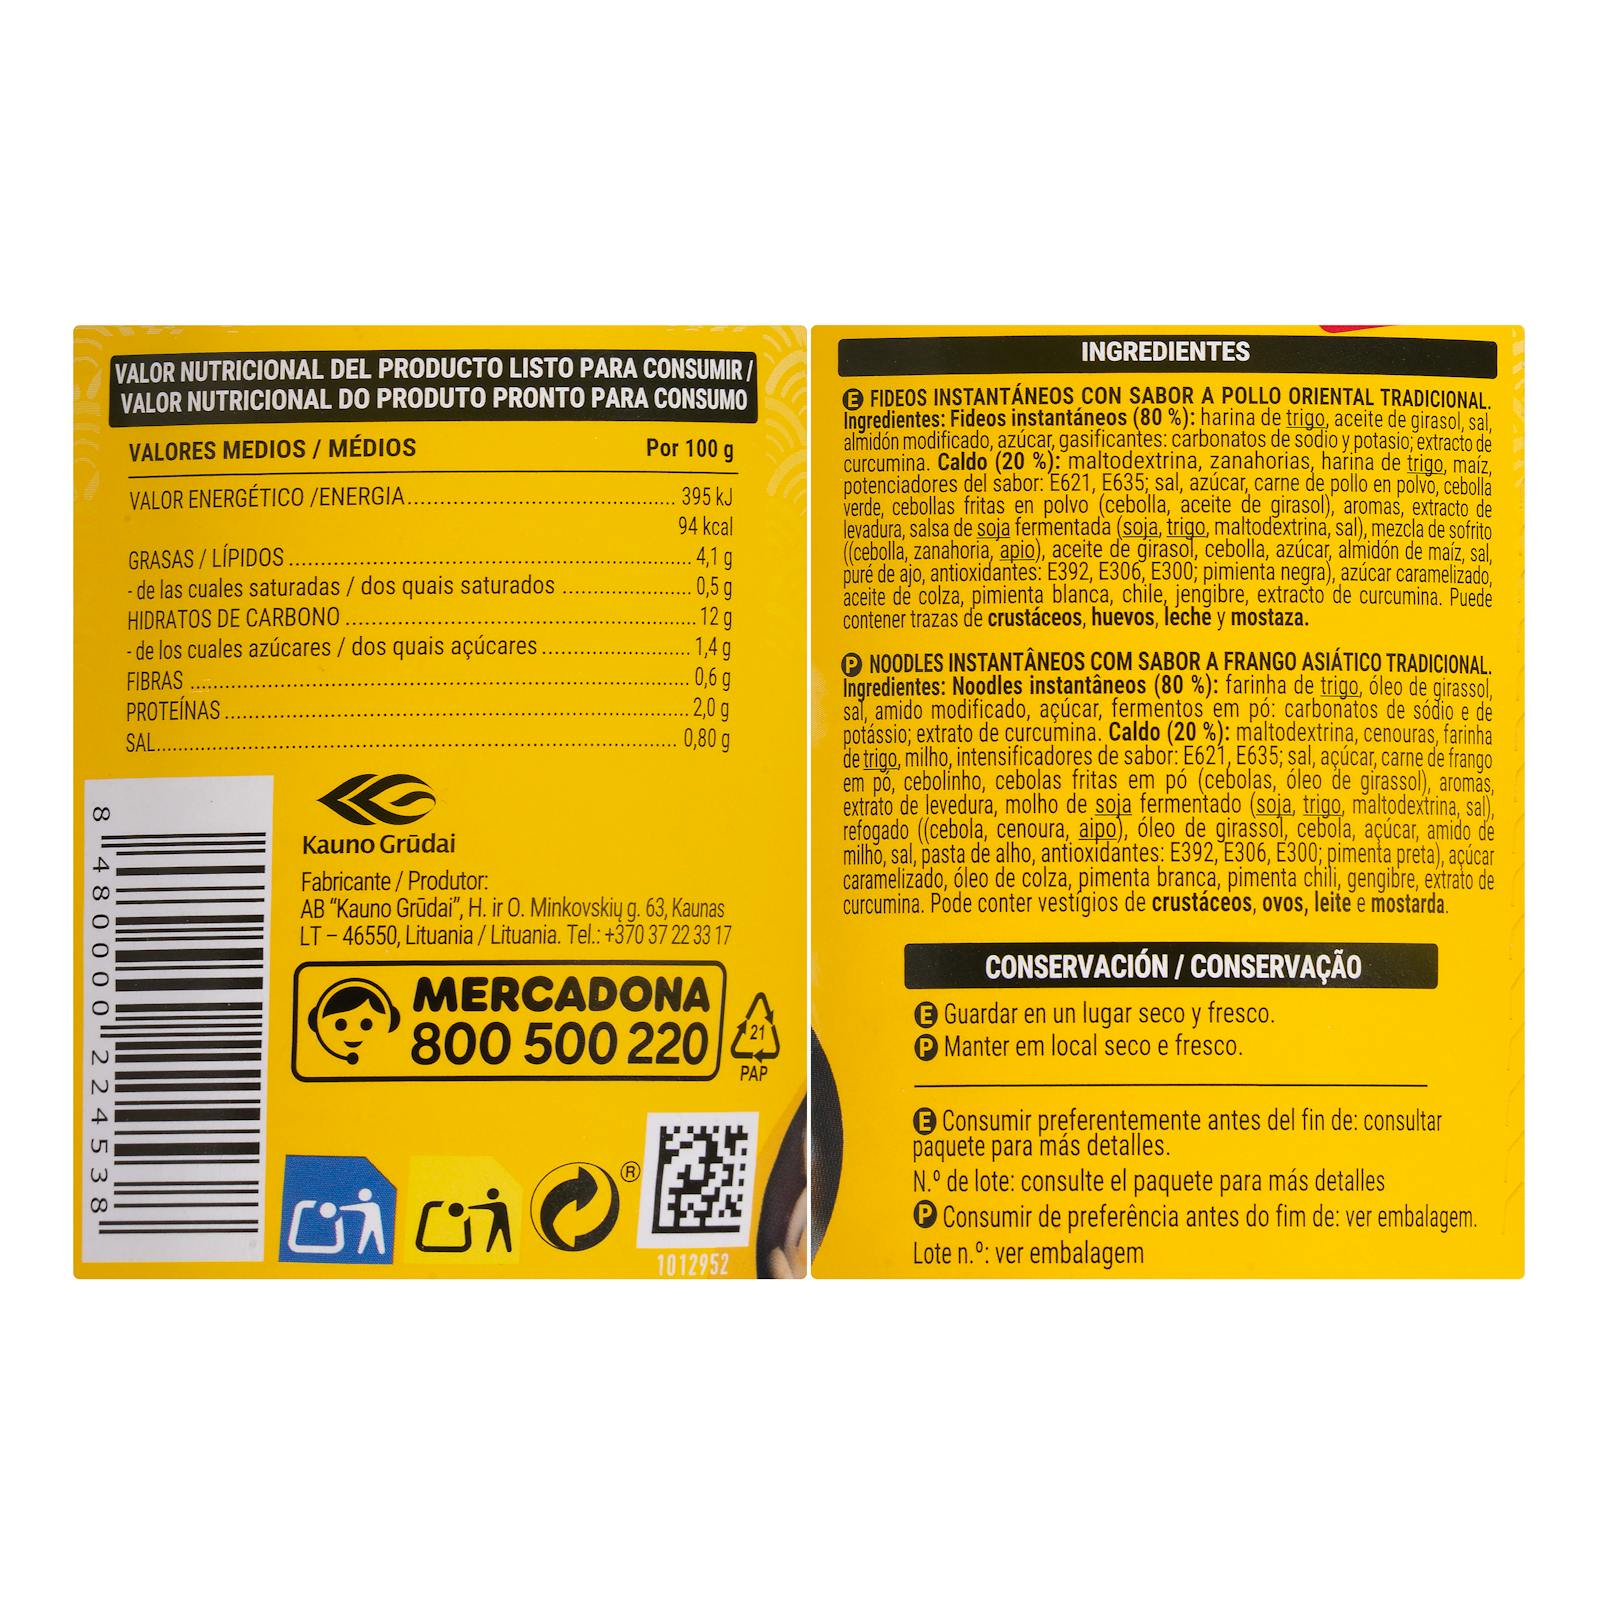 VALOR NUTRICIONAL DEL PRODUCTO LISTO PARA CONSUMIR /
VALOR NUTRICIONAL DO PRODUTO PRONTO PARA CONSUMO
VALORES MEDIOS / MÉDIOS Por 100 g
VALOR ENERGÉTICO /ENERGIA.................................... 395 kJ
94 kcal
GRASAS / LÍPIDOS ...................................................... 4,1 g
- de las cuales saturadas / dos quais saturados ................. 0,5 g
HIDRATOS DE CARBONO .............................................. 12 g
- de los cuales azúcares / dos quais açúcares .................... 1,4 g
FIBRAS .................................................................... 0,6 g
PROTEÍNAS ............................................................... 2,0 g
SAL......................................................................... 0,80 g
8 480000 224538
Kauno Grūdai
Fabricante / Produtor:
AB “Kauno Grūdai”, H. ir O. Minkovskių g. 63, Kaunas
LT – 46550, Lituania / Lituania. Tel.: +370 37 22 33 17
MERCADONA
800 500 220
21
PAP
®
1012952
INGREDIENTES
E FIDEOS INSTANTÁNEOS CON SABOR A POLLO ORIENTAL TRADICIONAL.
Ingredientes: Fideos instantáneos (80 %): harina de trigo, aceite de girasol, sal,
almidón modificado, azúcar, gasificantes: carbonatos de sodio y potasio; extracto de
curcumina. Caldo (20 %): maltodextrina, zanahorias, harina de trigo, maíz,
potenciadores del sabor: E621, E635; sal, azúcar, carne de pollo en polvo, cebolla
verde, cebollas fritas en polvo (cebolla, aceite de girasol), aromas, extracto de
levadura, salsa de soja fermentada (soja, trigo, maltodextrina, sal), mezcla de sofrito
((cebolla, zanahoria, apio), aceite de girasol, cebolla, azúcar, almidón de maíz, sal,
puré de ajo, antioxidantes: E392, E306, E300; pimienta negra), azúcar caramelizado,
aceite de colza, pimienta blanca, chile, jengibre, extracto de curcumina. Puede
contener trazas de crustáceos, huevos, leche y mostaza.
P NOODLES INSTANTÂNEOS COM SABOR A FRANGO ASIÁTICO TRADICIONAL.
Ingredientes: Noodles instantâneos (80 %): farinha de trigo, óleo de girassol,
sal, amido modificado, açúcar, fermentos em pó: carbonatos de sódio e de
potássio; extrato de curcumina. Caldo (20 %): maltodextrina, cenouras, farinha
de trigo, milho, intensificadores de sabor: E621, E635; sal, açúcar, carne de frango
em pó, cebolinho, cebolas fritas em pó (cebolas, óleo de girassol), aromas,
extrato de levedura, molho de soja fermentado (soja, trigo, maltodextrina, sal),
refogado ((cebola, cenoura, aipo), óleo de girassol, cebola, açúcar, amido de
milho, sal, pasta de alho, antioxidantes: E392, E306, E300; pimenta preta), açúcar
caramelizado, óleo de colza, pimenta branca, pimenta chili, gengibre, extrato de
curcumina. Pode conter vestígios de crustáceos, ovos, leite e mostarda.
CONSERVACIÓN / CONSERVAÇÃO
E Guardar en un lugar seco y fresco.
P Manter em local seco e fresco.
E Consumir preferentemente antes del fin de: consultar
paquete para más detalles.
N.º de lote: consulte el paquete para más detalles
P Consumir de preferência antes do fim de: ver embalagem.
Lote n.º: ver embalagem